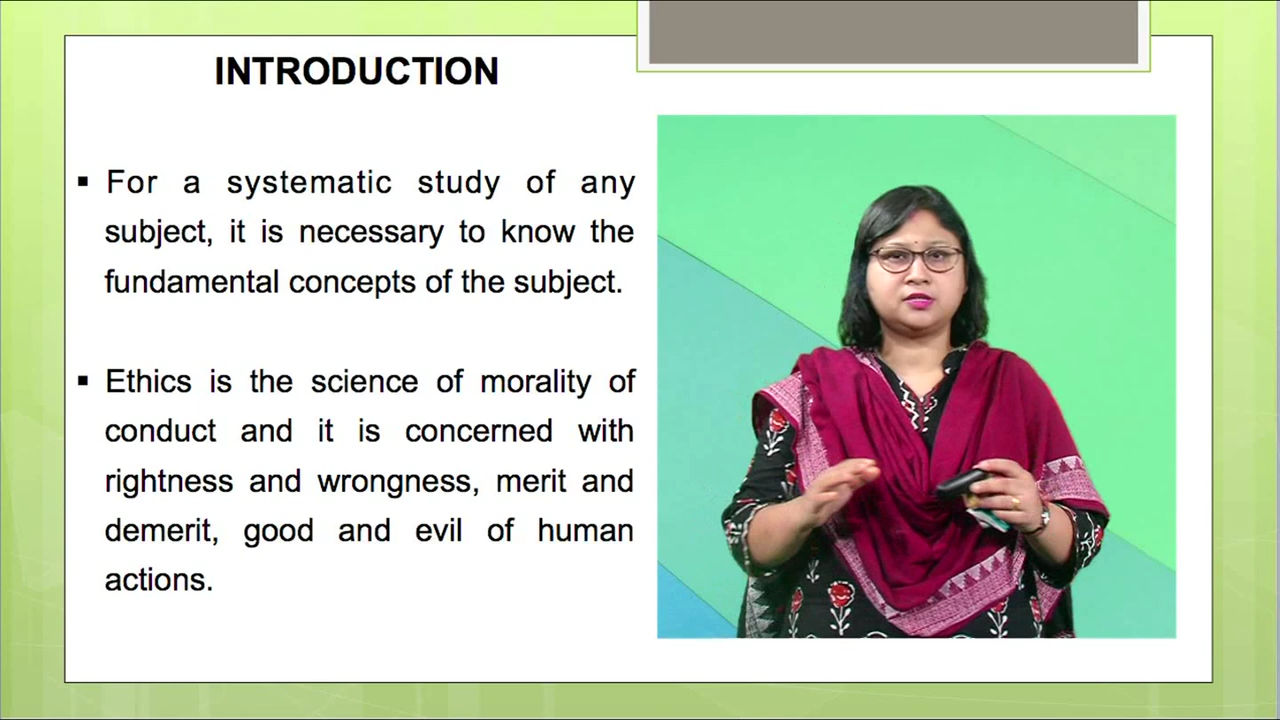 INTRODUCTION
▪ For a systematic study of any
subject, it is necessary to know the
fundamental concepts of the subject.
▪ Ethics is the science of morality of
conduct and it is concerned with
rightness and wrongness, merit and
demerit, good and evil of human
actions.